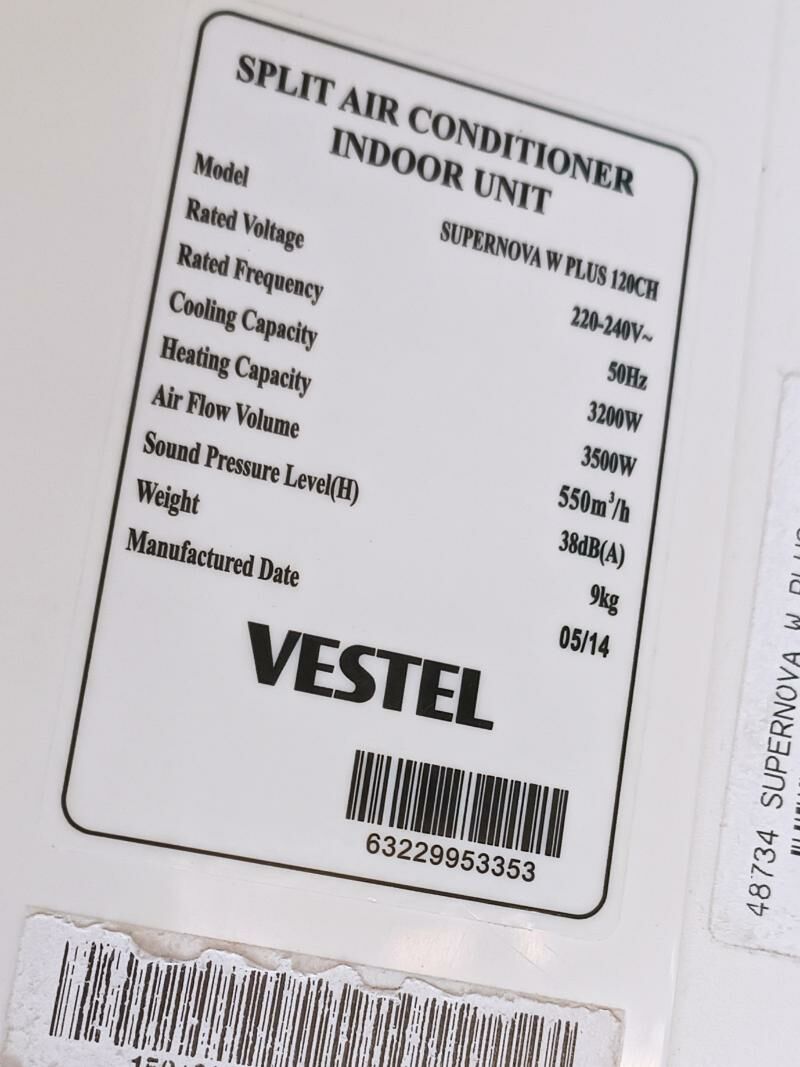 SPLIT AIR CONDITIONER
INDOOR UNIT
Model SUPERNOVA W PLUS 120CH
Rated Voltage 220-240V~
Rated Frequency 50Hz
Cooling Capacity 3200W
Heating Capacity 3500W
Air Flow Volume 550m³/h
Sound Pressure Level(H) 38dB(A)
Weight 9kg
Manufactured Date 05/14
VESTEL
63229953353
48734 SUPERNOVA W PLUS